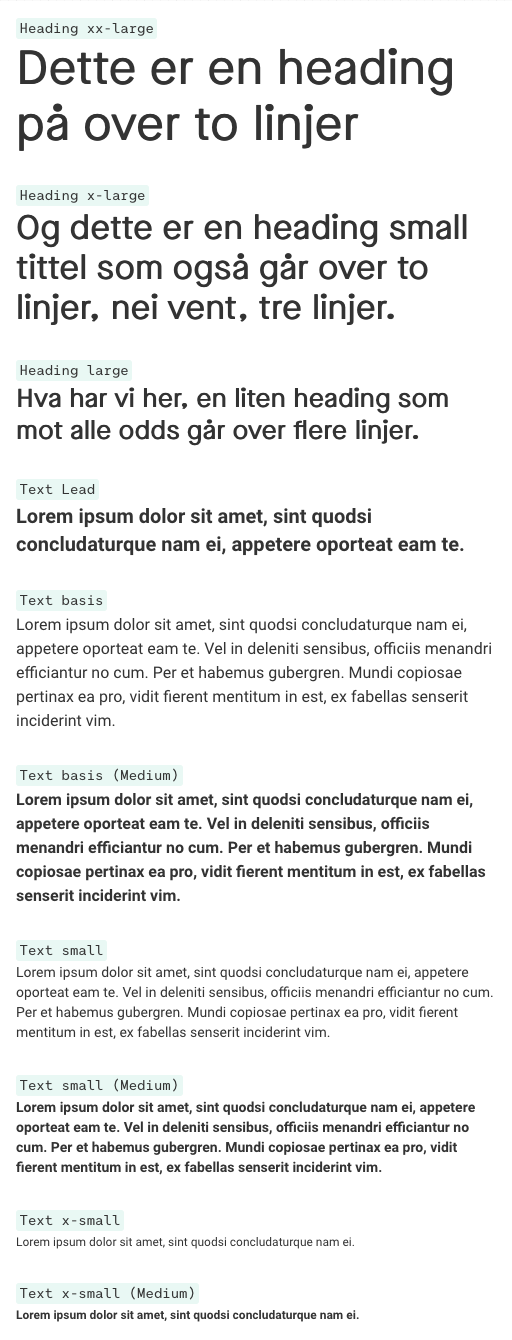 Heading xx-large
Dette er en heading
på over to linjer
Heading x-large
Og dette er en heading small
tittel som også går over to
linjer, nei vent, tre linjer.
Heading large
Hva har vi her, en liten heading som
mot alle odds går over flere linjer.
Text Lead
Lorem ipsum dolor sit amet, sint quodsi
concludaturque nam ei, appetere oporteat eam te.
Text basis
Lorem ipsum dolor sit amet, sint quodsi concludaturque nam ei,
appetere oporteat eam te. Vel in deleniti sensibus, officiis menandri
efficiantur no cum. Per et habemus gubergren. Mundi copiosae
pertinax ea pro, vidit fierent mentitum in est, ex fabellas senserit
inciderint vim.
Text basis (Medium)
Lorem ipsum dolor sit amet, sint quodsi concludaturque nam ei,
appetere oporteat eam te. Vel in deleniti sensibus, officiis
menandri efficiantur no cum. Per et habemus gubergren. Mundi
copiosae pertinax ea pro, vidit fierent mentitum in est, ex fabellas
senserit inciderint vim.
Text small
Lorem ipsum dolor sit amet, sint quodsi concludaturque nam ei, appetere
oporteat eam te. Vel in deleniti sensibus, officiis menandri efficiantur no cum.
Per et habemus gubergren. Mundi copiosae pertinax ea pro, vidit fierent
mentitum in est, ex fabellas senserit inciderint vim.
Text small (Medium)
Lorem ipsum dolor sit amet, sint quodsi concludaturque nam ei, appetere
oporteat eam te. Vel in deleniti sensibus, officiis menandri efficiantur no
cum. Per et habemus gubergren. Mundi copiosae pertinax ea pro, vidit
fierent mentitum in est, ex fabellas senserit inciderint vim.
Text x-small
Lorem ipsum dolor sit amet, sint quodsi concludaturque nam ei.
Text x-small (Medium)
Lorem ipsum dolor sit amet, sint quodsi concludaturque nam ei.